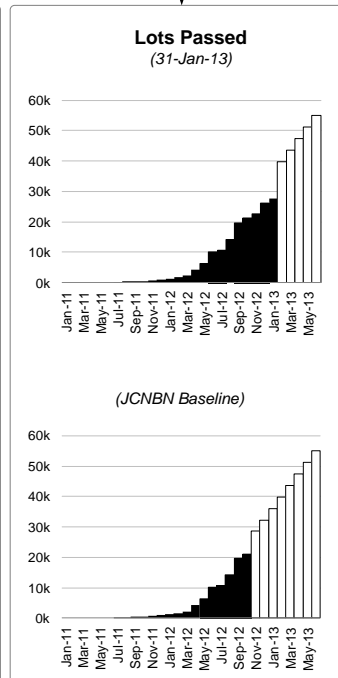 Lots Passed
(31-Jan-13)
60k
50k
40k
30k
20k
10k
0k
Jan-11
Mar-11
May-11
Jul-11
Sep-11
Nov-11
Jan-12
Mar-12
May-12
Jul-12
Sep-12
Nov-12
Jan-13
Mar-13
May-13
(JCNBN Baseline)
60k
50k
40k
30k
20k
10k
0k
Jan-11
Mar-11
May-11
Jul-11
Sep-11
Nov-11
Jan-12
Mar-12
May-12
Jul-12
Sep-12
Nov-12
Jan-13
Mar-13
May-13